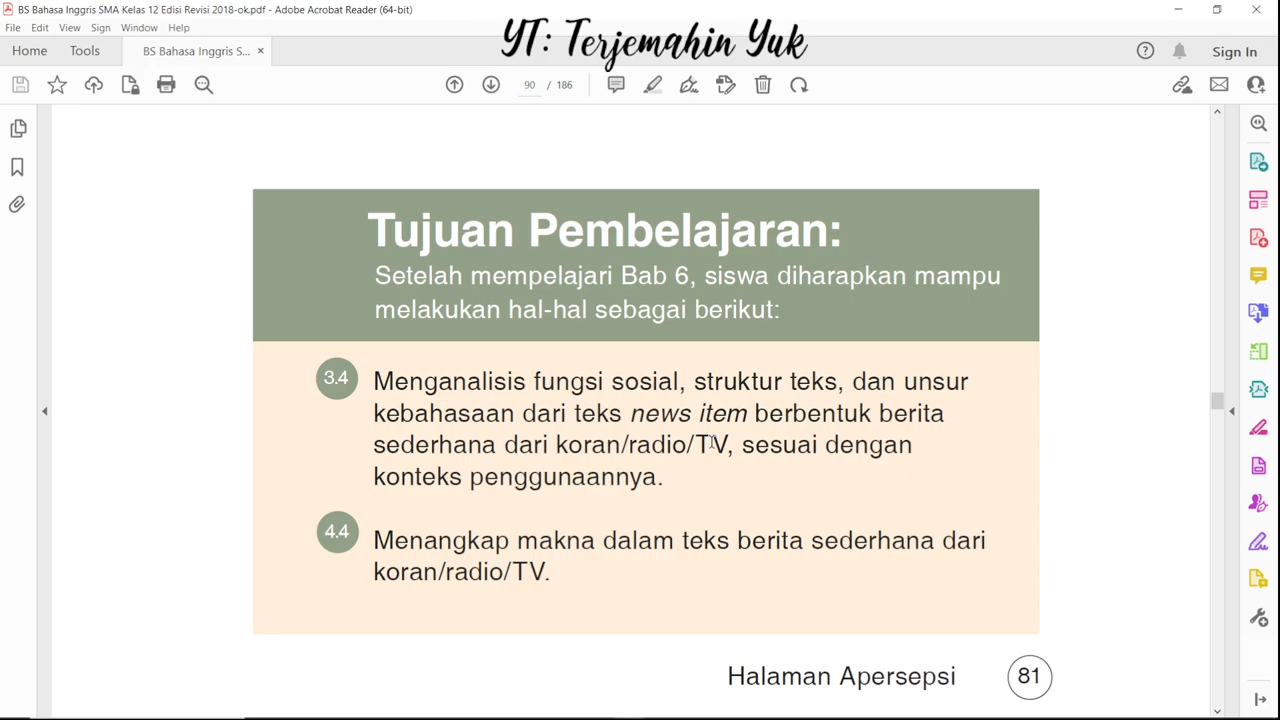 BS Bahasa Inggris SMA Kelas 12 Edisi Revisi 2018-ok.pdf - Adobe Acrobat Reader (64-bit)
YT: Terjemahin Yuk
File Edit View Sign Window Help
Home Tools BS Bahasa Inggris S... × Sign In
90 / 186
Tujuan Pembelajaran:
Setelah mempelajari Bab 6, siswa diharapkan mampu
melakukan hal-hal sebagai berikut:
3.4 Menganalisis fungsi sosial, struktur teks, dan unsur
kebahasaan dari teks news item berbentuk berita
sederhana dari koran/radio/TV, sesuai dengan
konteks penggunaannya.
4.4 Menangkap makna dalam teks berita sederhana dari
koran/radio/TV.
Halaman Apersepsi 81